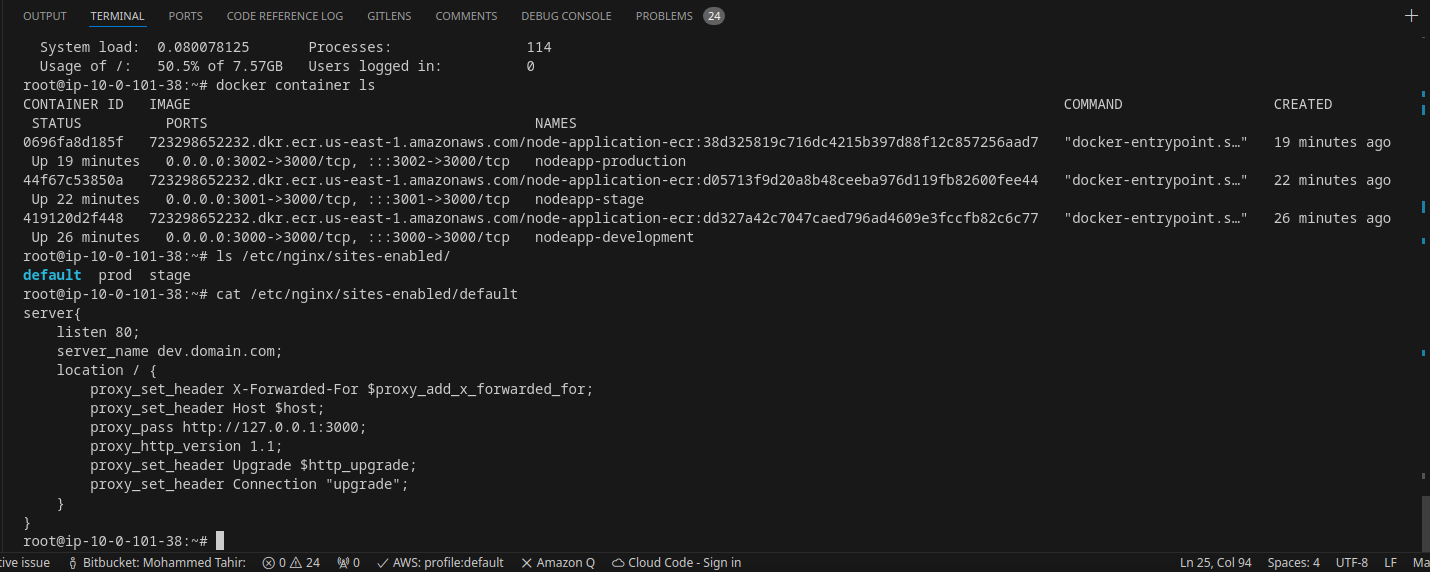 OUTPUT TERMINAL PORTS CODE REFERENCE LOG GITLENS COMMENTS DEBUG CONSOLE PROBLEMS 24
System load: 0.080078125 Processes: 114
Usage of /: 50.5% of 7.57GB Users logged in: 0
root@ip-10-0-101-38:~# docker container ls
CONTAINER ID IMAGE COMMAND CREATED
STATUS PORTS NAMES
0696fa8d185f 723298652232.dkr.ecr.us-east-1.amazonaws.com/node-application-ecr:38d325819c716dc4215b397d88f12c857256aad7 "docker-entrypoint.s…" 19 minutes ago
Up 19 minutes 0.0.0.0:3002->3000/tcp, :::3002->3000/tcp nodeapp-production
44f67c53850a 723298652232.dkr.ecr.us-east-1.amazonaws.com/node-application-ecr:d05713f9d20a8b48ceeba976d119fb82600fee44 "docker-entrypoint.s…" 22 minutes ago
Up 22 minutes 0.0.0.0:3001->3000/tcp, :::3001->3000/tcp nodeapp-stage
419120d2f448 723298652232.dkr.ecr.us-east-1.amazonaws.com/node-application-ecr:dd327a42c7047caed796ad4609e3fccfb82c6c77 "docker-entrypoint.s…" 26 minutes ago
Up 26 minutes 0.0.0.0:3000->3000/tcp, :::3000->3000/tcp nodeapp-development
root@ip-10-0-101-38:~# ls /etc/nginx/sites-enabled/
default prod stage
root@ip-10-0-101-38:~# cat /etc/nginx/sites-enabled/default
server{
listen 80;
server_name dev.domain.com;
location / {
proxy_set_header X-Forwarded-For $proxy_add_x_forwarded_for;
proxy_set_header Host $host;
proxy_pass http://127.0.0.1:3000;
proxy_http_version 1.1;
proxy_set_header Upgrade $http_upgrade;
proxy_set_header Connection "upgrade";
}
}
root@ip-10-0-101-38:~#
tive issue Bitbucket: Mohammed Tahir: 0 24 0 AWS: profile:default Amazon Q Cloud Code - Sign in Ln 25, Col 94 Spaces: 4 UTF-8 LF Ma